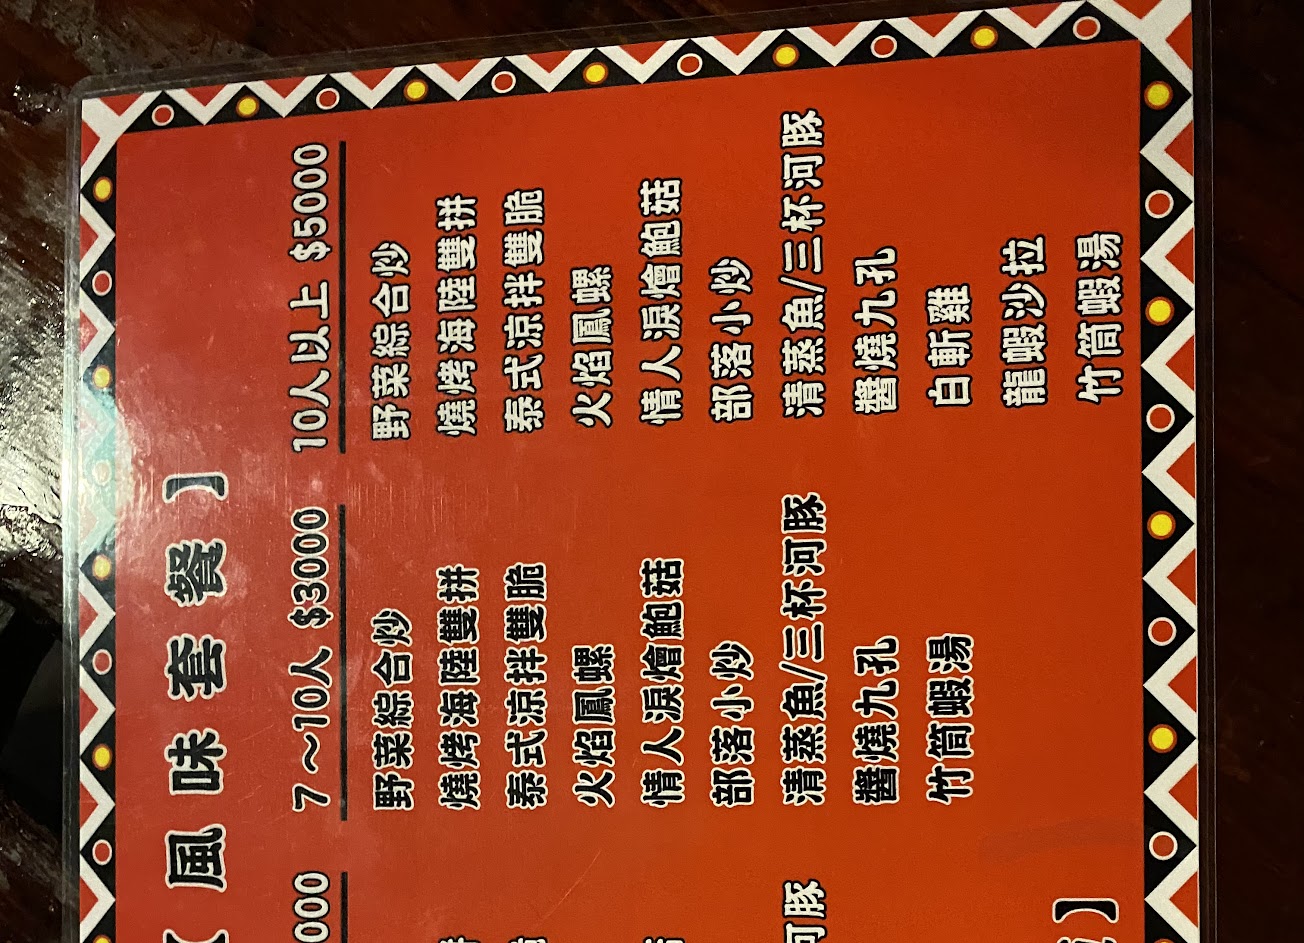 【風味套餐】
000
7～10人 $3000
10人以上 $5000
野菜綜合炒
燒烤海陸雙拼
泰式涼拌雙脆
火焰鳳螺
情人淚燴鮑菇
部落小炒
清蒸魚/三杯河豚
醬燒九孔
竹筒蝦湯
野菜綜合炒
燒烤海陸雙拼
泰式涼拌雙脆
火焰鳳螺
情人淚燴鮑菇
部落小炒
清蒸魚/三杯河豚
醬燒九孔
白斬雞
龍蝦沙拉
竹筒蝦湯
拼
脆
菇
河豚
】